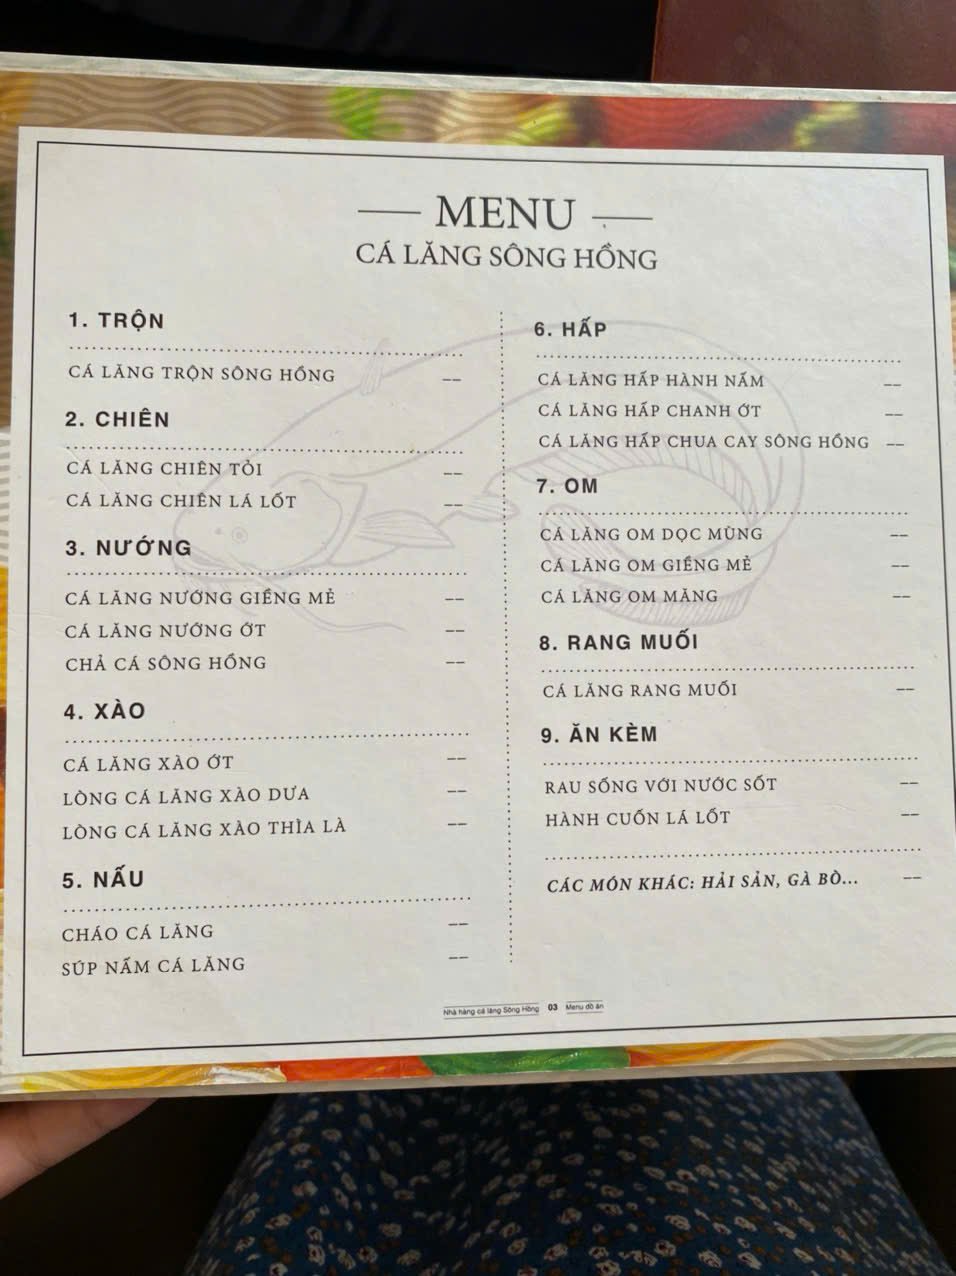 MENU
CÁ LĂNG SÔNG HỒNG
1. TRỘN
CÁ LĂNG TRỘN SÔNG HỒNG --
2. CHIÊN
CÁ LĂNG CHIÊN TỎI --
CÁ LĂNG CHIÊN LÁ LỐT --
3. NƯỚNG
CÁ LĂNG NƯỚNG GIỀNG MẺ --
CÁ LĂNG NƯỚNG ỚT --
CHẢ CÁ SÔNG HỒNG --
4. XÀO
CÁ LĂNG XÀO ỚT --
LÒNG CÁ LĂNG XÀO DƯA --
LÒNG CÁ LĂNG XÀO THÌA LÀ --
5. NẤU
CHÁO CÁ LĂNG --
SÚP NẤM CÁ LĂNG --
6. HẤP
CÁ LĂNG HẤP HÀNH NẤM --
CÁ LĂNG HẤP CHANH ỚT --
CÁ LĂNG HẤP CHUA CAY SÔNG HỒNG --
7. OM
CÁ LĂNG OM DỌC MÙNG --
CÁ LĂNG OM GIỀNG MẺ --
CÁ LĂNG OM MĂNG --
8. RANG MUỐI
CÁ LĂNG RANG MUỐI --
9. ĂN KÈM
RAU SỐNG VỚI NƯỚC SỐT --
HÀNH CUỐN LÁ LỐT --
CÁC MÓN KHÁC: HẢI SẢN, GÀ BÒ... --
Nhà hàng cá lăng Sông Hồng 03 Menu đồ ăn